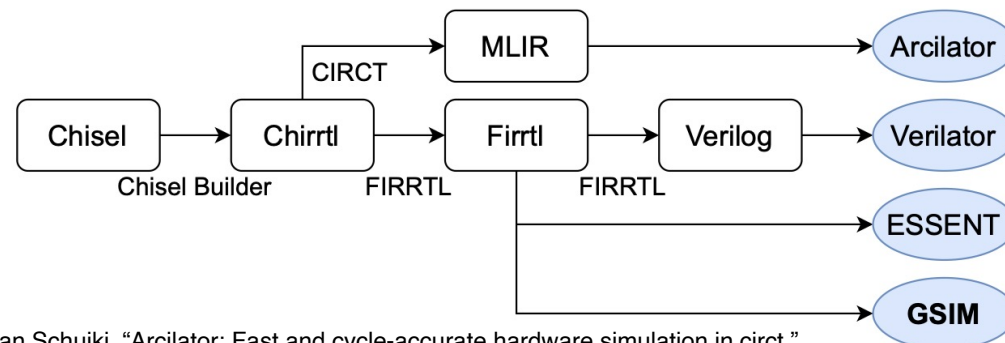 MLIR
Arcilator
CIRCT
Chisel
Chirrtl
Firrtl
Verilog
Verilator
Chisel Builder
FIRRTL
FIRRTL
ESSENT
GSIM
an Schuiki. “Arcilator: Fast and cycle-accurate hardware simulation in circt.”